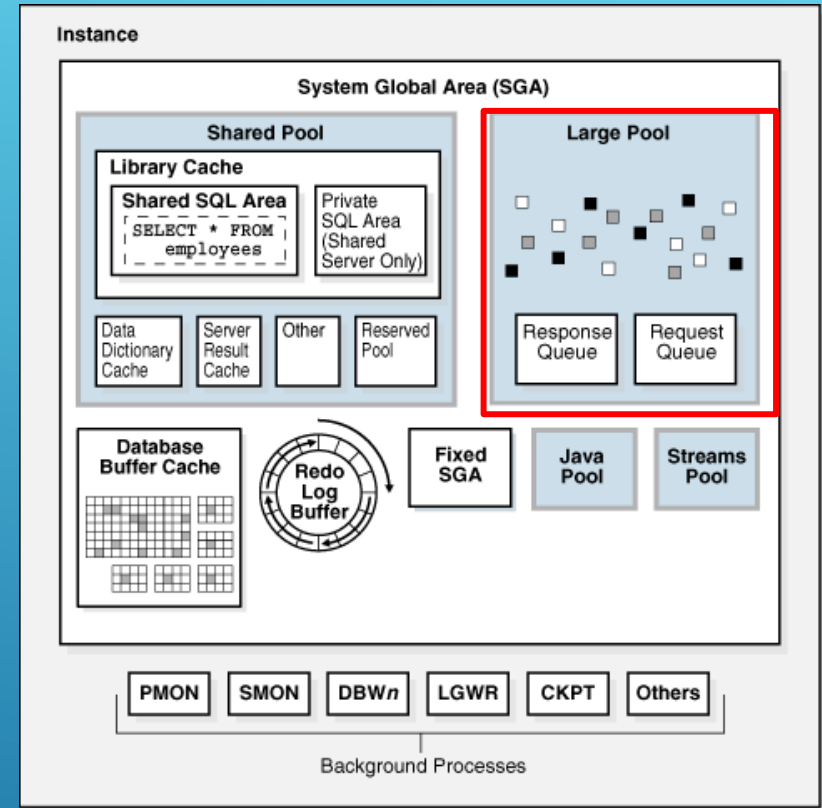 Instance
System Global Area (SGA)
Shared Pool
Library Cache
Shared SQL Area
SELECT * FROM
employees
Private
SQL Area
(Shared
Server Only)
Data
Dictionary
Cache
Server
Result
Cache
Other
Reserved
Pool
Large Pool
Response
Queue
Request
Queue
Database
Buffer Cache
Redo
Log
Buffer
Fixed
SGA
Java
Pool
Streams
Pool
PMON
SMON
DBWn
LGWR
CKPT
Others
Background Processes